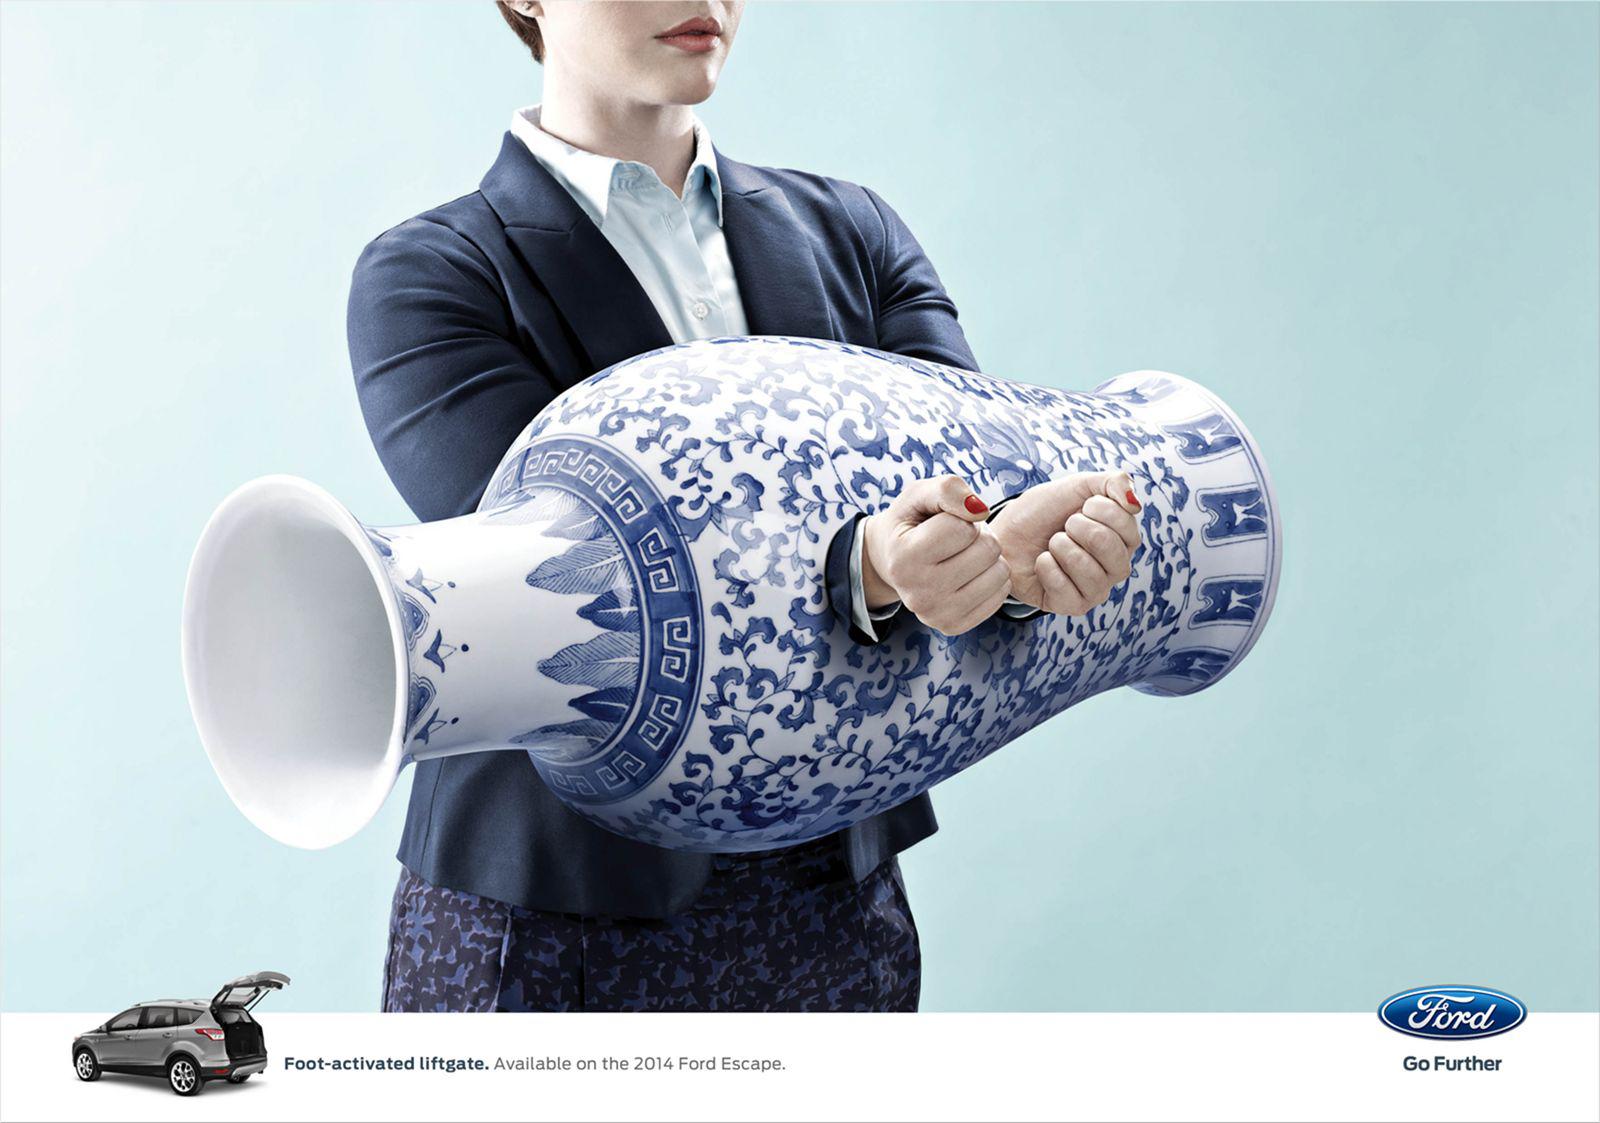 Foot-activated liftgate. Available on the 2014 Ford Escape.
Ford
Go Further